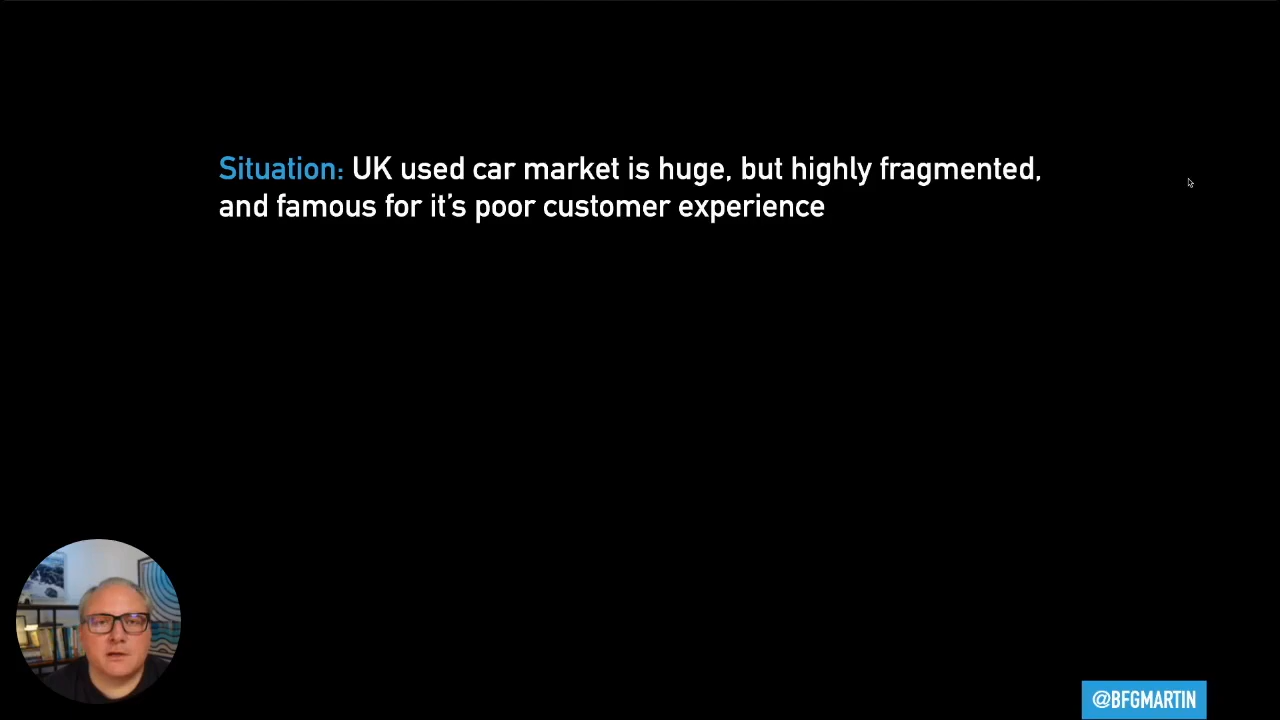 Situation: UK used car market is huge, but highly fragmented,
and famous for it's poor customer experience
@BFGMARTIN